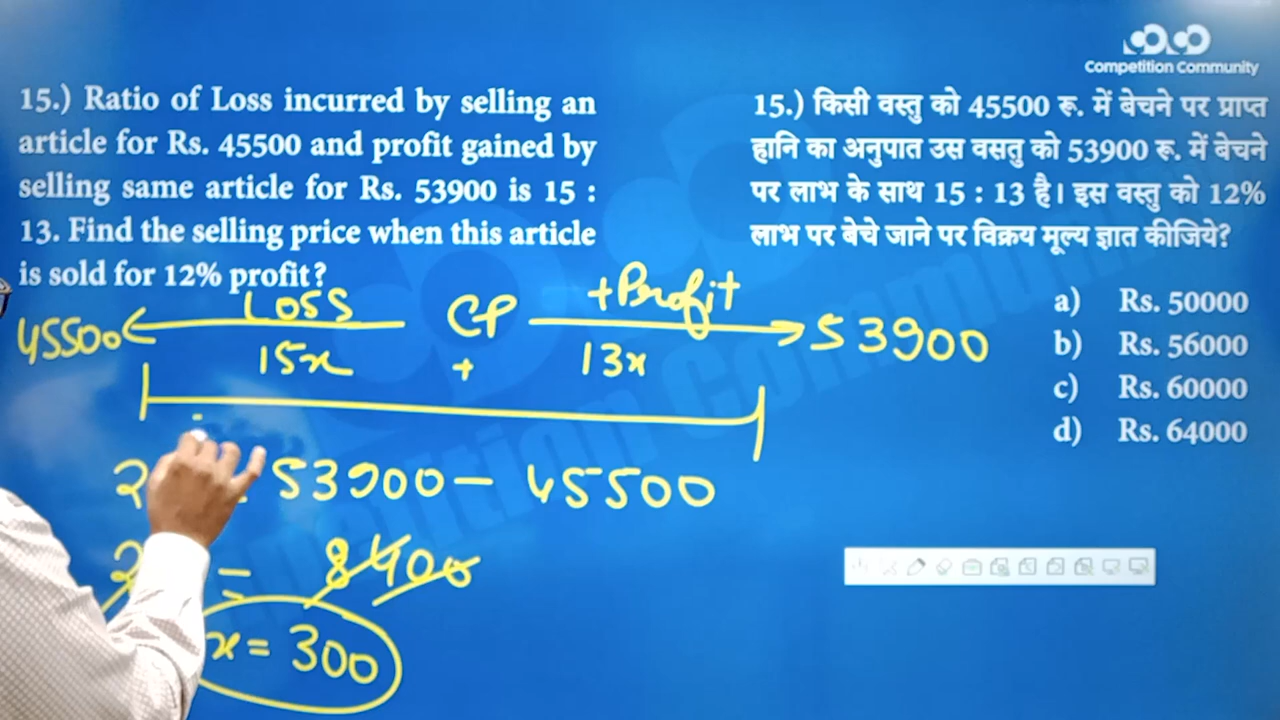 Competition Community
15.) Ratio of Loss incurred by selling an
article for Rs. 45500 and profit gained by
selling same article for Rs. 53900 is 15 :
13. Find the selling price when this article
is sold for 12% profit?
15.) किसी वस्तु को 45500 रू. में बेचने पर प्राप्त
हानि का अनुपात उस वसतु को 53900 रू. में बेचने
पर लाभ के साथ 15 : 13 है। इस वस्तु को 12%
लाभ पर बेचे जाने पर विक्रय मूल्य ज्ञात कीजिये?
a) Rs. 50000
b) Rs. 56000
c) Rs. 60000
d) Rs. 64000
Loss CP +Profit
45500 53900
15x + 13x
53900 - 45500
= 8400
x = 300